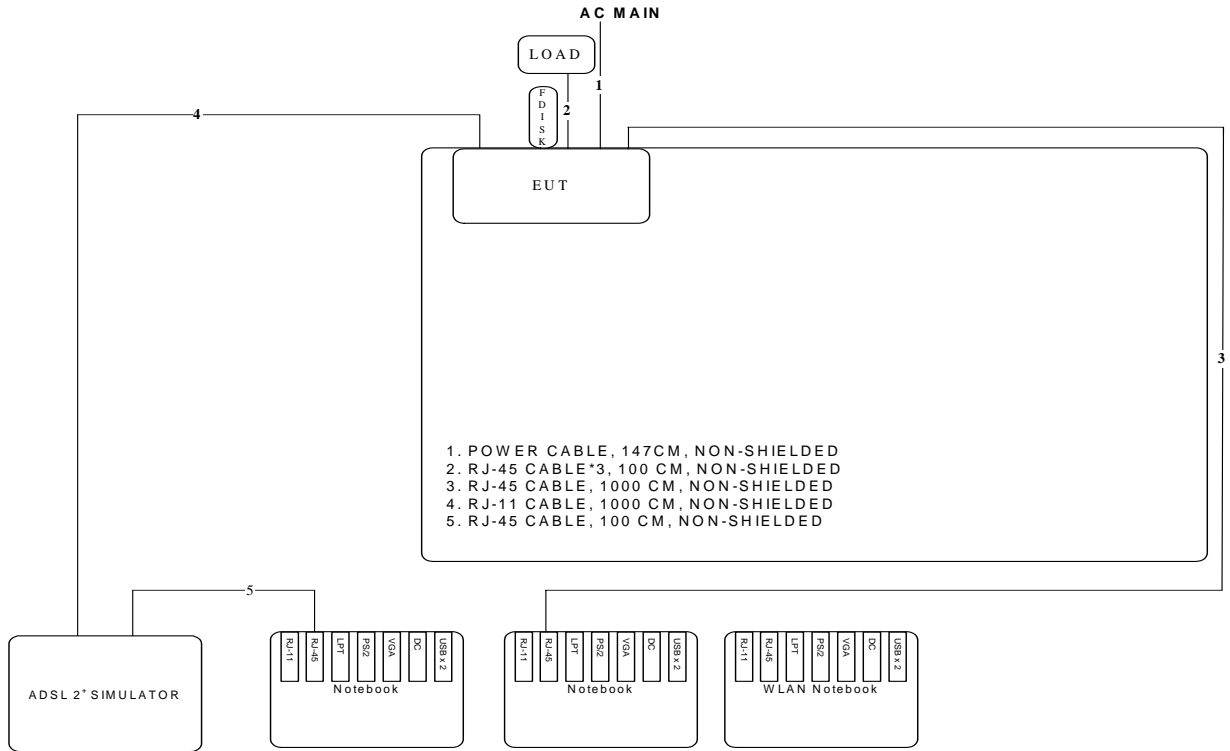 AC MAIN
LOAD
1
FDISK
2
4
3
EUT
3
1. POWER CABLE, 147CM, NON-SHIELDED
2. RJ-45 CABLE*3, 100 CM, NON-SHIELDED
3. RJ-45 CABLE, 1000 CM, NON-SHIELDED
4. RJ-11 CABLE, 1000 CM, NON-SHIELDED
5. RJ-45 CABLE, 100 CM, NON-SHIELDED
5
ADSL 2+ SIMULATOR
RJ-11 RJ-45 LPT PS/2 VGA DC USB x 2
Notebook
RJ-11 RJ-45 LPT PS/2 VGA DC USB x 2
Notebook
RJ-11 RJ-45 LPT PS/2 VGA DC USB x 2
WLAN Notebook